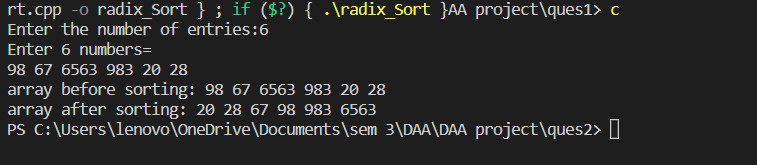 rt.cpp -o radix_Sort } ; if ($?) { .\radix_Sort }AA project\ques1> c
Enter the number of entries:6
Enter 6 numbers=
98 67 6563 983 20 28
array before sorting: 98 67 6563 983 20 28
array after sorting: 20 28 67 98 983 6563
PS C:\Users\lenovo\OneDrive\Documents\sem 3\DAA\DAA project\ques2>